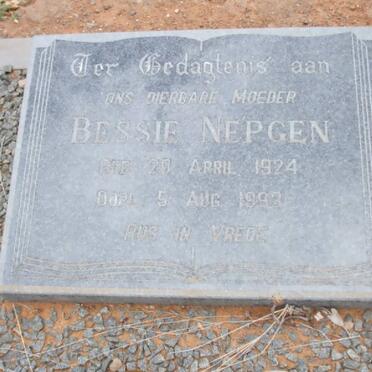 Ter Gedagtenis aan
ONS DIERBARE MOEDER
BESSIE NEPGEN
GEB. 20 APRIL 1924
OORL. 5 AUG. 1993
RUS IN VREDE